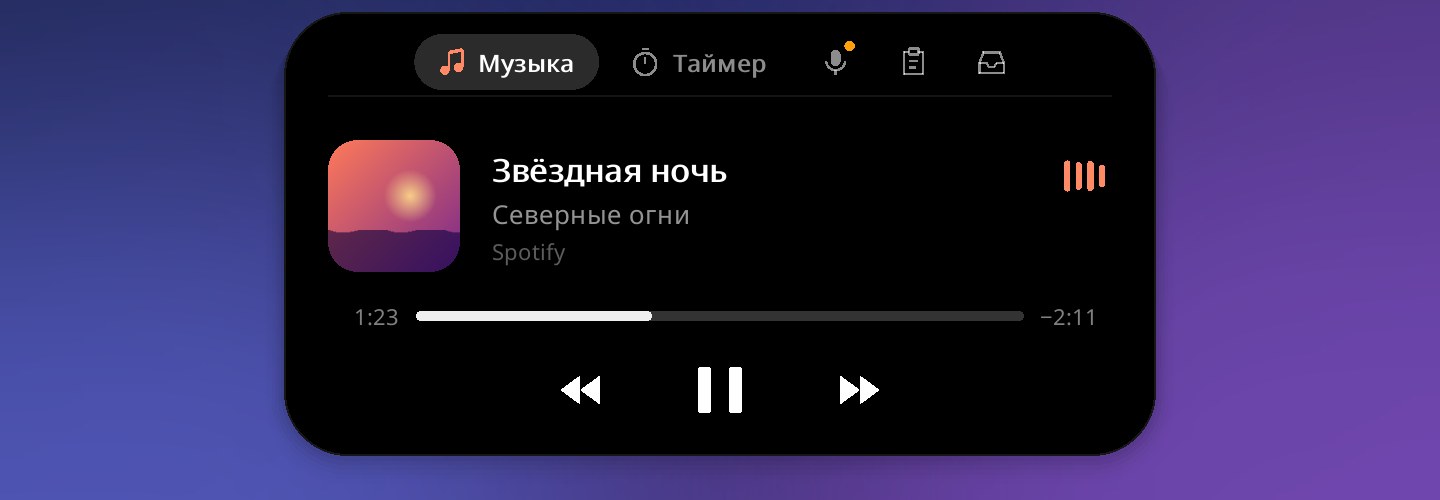 Музыка Таймер
Звёздная ночь
Северные огни
Spotify
1:23 −2:11